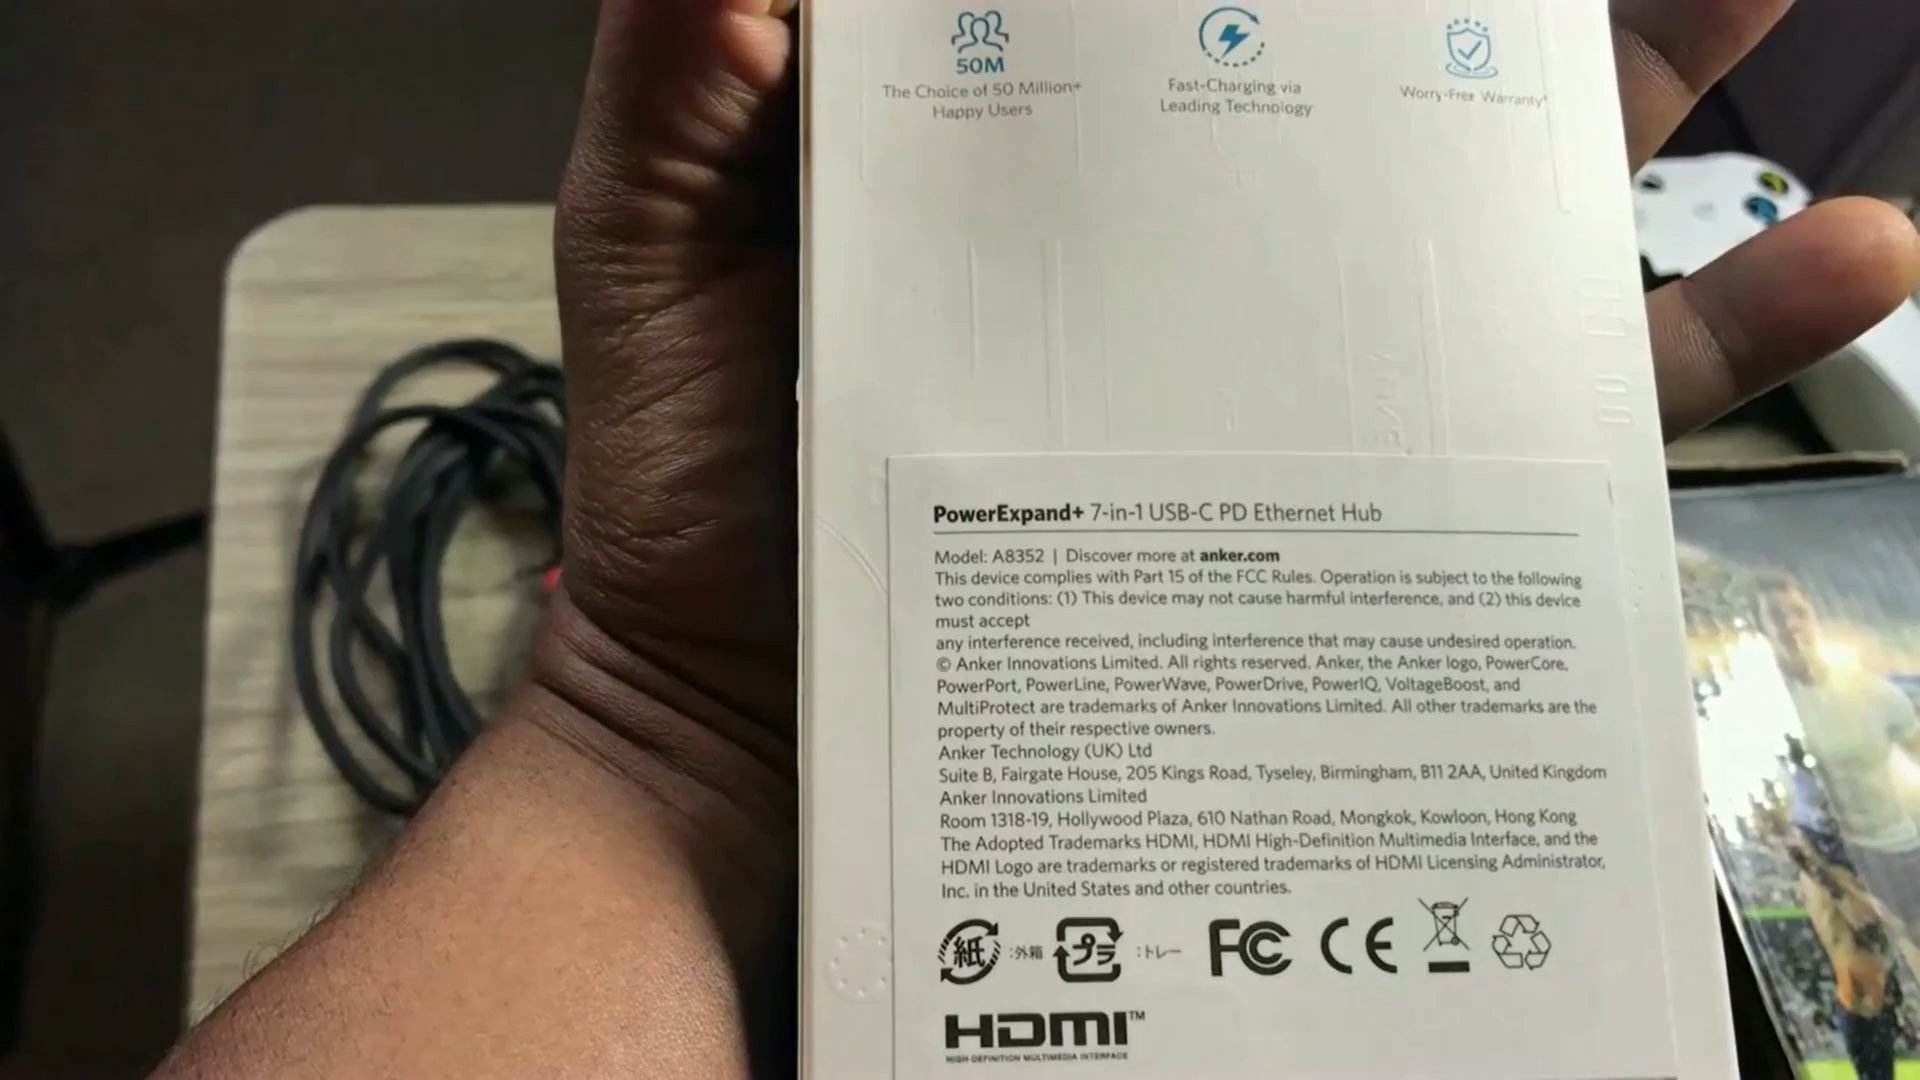 50M
The Choice of 50 Million+
Happy Users
Fast-Charging via
Leading Technology
Worry-Free Warranty*
PowerExpand+ 7-in-1 USB-C PD Ethernet Hub
Model: A8352 | Discover more at anker.com
This device complies with Part 15 of the FCC Rules. Operation is subject to the following
two conditions: (1) This device may not cause harmful interference, and (2) this device
must accept
any interference received, including interference that may cause undesired operation.
© Anker Innovations Limited. All rights reserved. Anker, the Anker logo, PowerCore,
PowerPort, PowerLine, PowerWave, PowerDrive, PowerIQ, VoltageBoost, and
MultiProtect are trademarks of Anker Innovations Limited. All other trademarks are the
property of their respective owners.
Anker Technology (UK) Ltd
Suite B, Fairgate House, 205 Kings Road, Tyseley, Birmingham, B11 2AA, United Kingdom
Anker Innovations Limited
Room 1318-19, Hollywood Plaza, 610 Nathan Road, Mongkok, Kowloon, Hong Kong
The Adopted Trademarks HDMI, HDMI High-Definition Multimedia Interface, and the
HDMI Logo are trademarks or registered trademarks of HDMI Licensing Administrator,
Inc. in the United States and other countries.
紙 :外箱 プラ :トレー FC CE
HDMI™
HIGH-DEFINITION MULTIMEDIA INTERFACE